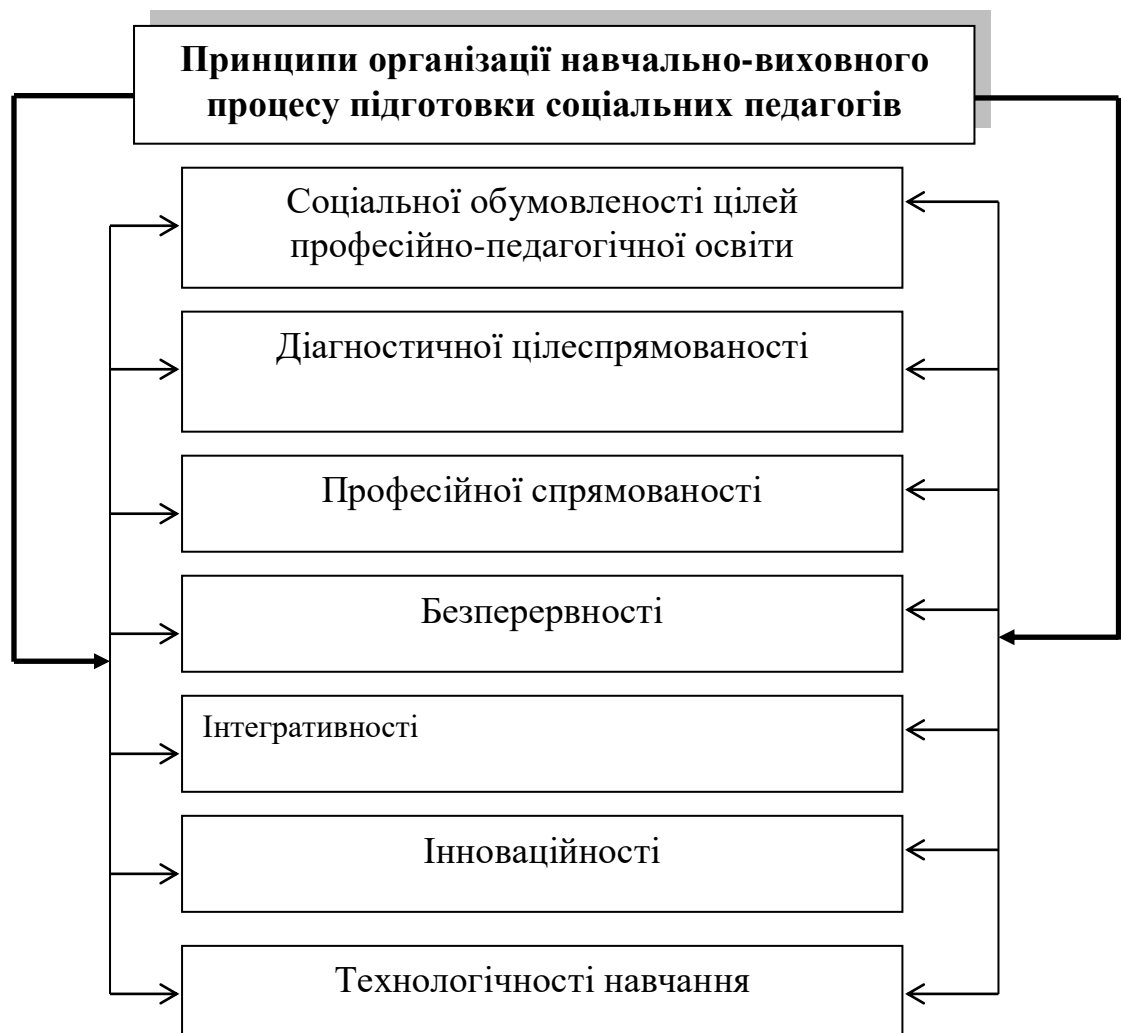 Принципи організації навчально-виховного
процесу підготовки соціальних педагогів
Соціальної обумовленості цілей
професійно-педагогічної освіти
Діагностичної цілеспрямованості
Професійної спрямованості
Безперервності
Інтегративності
Інноваційності
Технологічності навчання